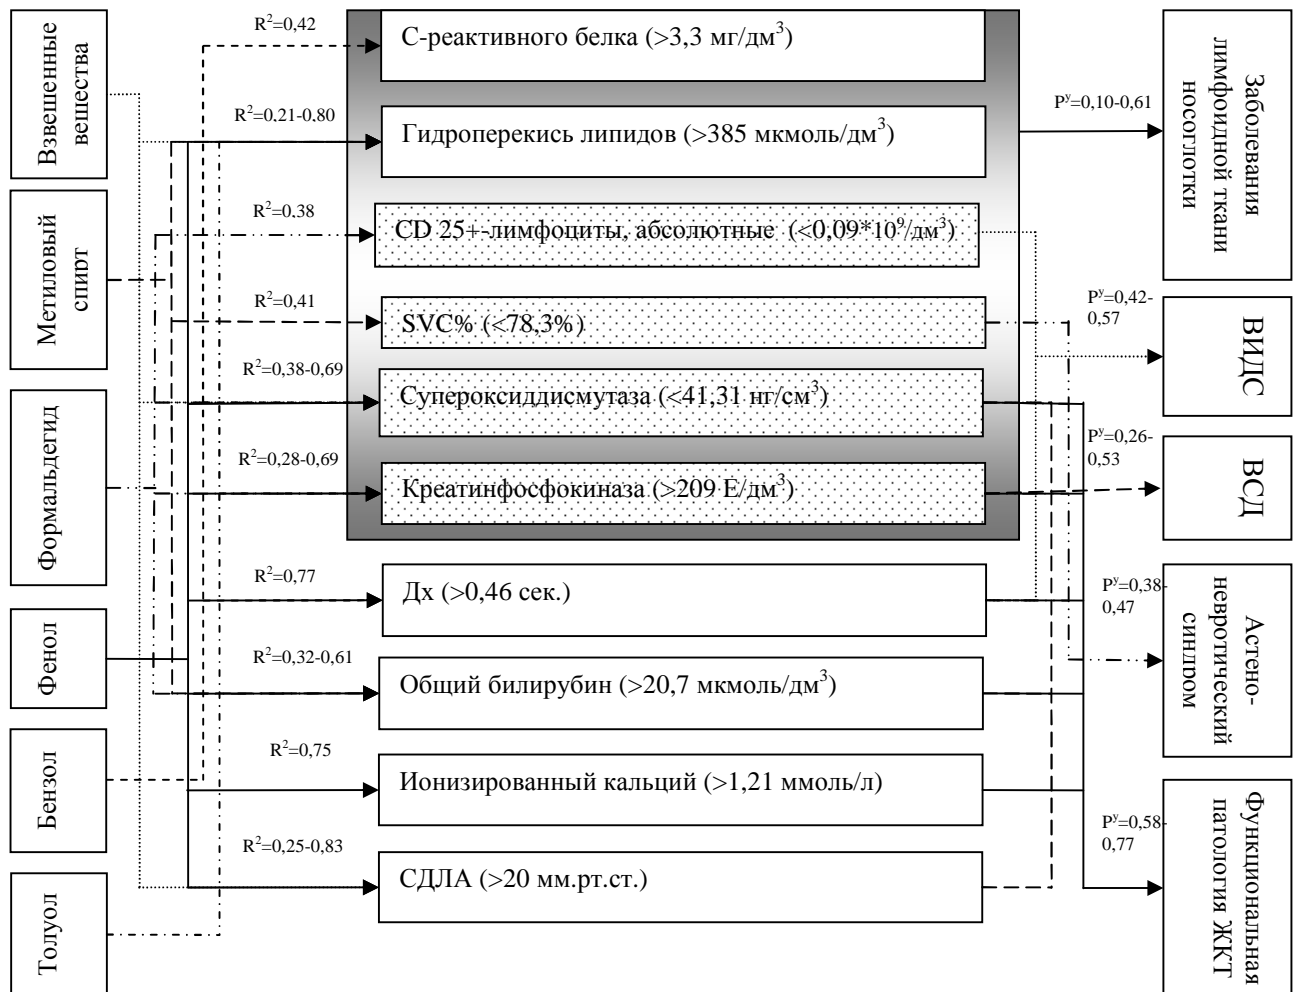 Взвешенные
вешества
Метиловый
спирт
Формальдегид
Фенол
Бензол
Толуол
R²=0,42
R²=0,21-0,80
R²=0.38
R²=0,41
R²=0,38-0,69
R²=0,28-0,69
R²=0,77
R²=0,32-0,61
R²=0,75
R²=0,25-0,83
С-реактивного белка (>3,3 мг/дм³)
Гидроперекись липидов (>385 мкмоль/дм³)
CD 25+-лимфоциты, абсолютные (<0,09*10⁹/дм³)
SVC% (<78,3%)
Супероксиддисмутаза (<41,31 нг/см³)
Креатинфосфокиназа (>209 Е/дм³)
Дх (>0,46 сек.)
Общий билирубин (>20,7 мкмоль/дм³)
Ионизированный кальций (>1,21 ммоль/л)
СДЛА (>20 мм.рт.ст.)
Pʸ=0,10-0,61
Pʸ=0,42-
0,57
Pʸ=0,26-
0,53
Pʸ=0,38-
0,47
Pʸ=0,58-
0,77
Заболевания
лимфоидной ткани
носоглотки
ВИДС
ВСД
Астено-
невротический
синдром
Функциональная
патология ЖКТ